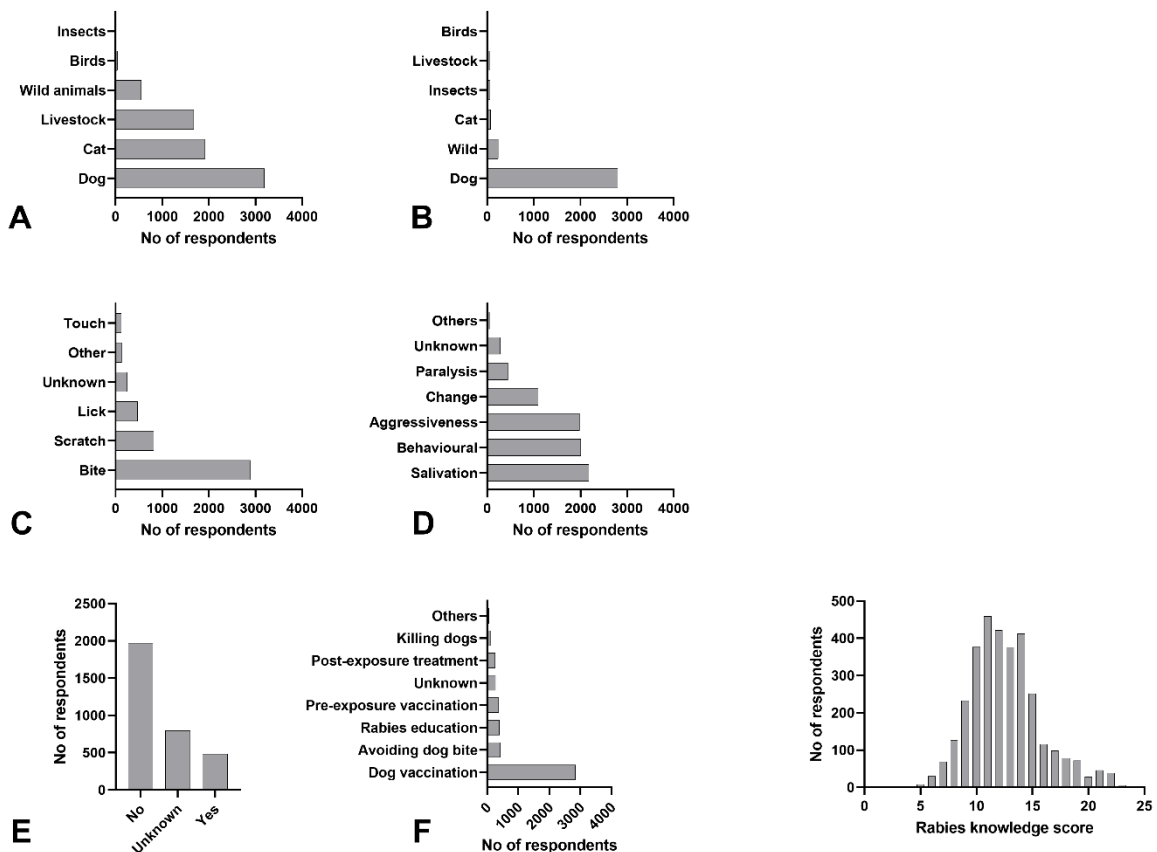 Insects
Birds
Wild animals
Livestock
Cat
Dog
0 1000 2000 3000 4000
No of respondents
A
Birds
Livestock
Insects
Cat
Wild
Dog
0 1000 2000 3000 4000
No of respondents
B
Touch
Other
Unknown
Lick
Scratch
Bite
0 1000 2000 3000 4000
No of respondents
C
Others
Unknown
Paralysis
Change
Aggressiveness
Behavioural
Salivation
0 1000 2000 3000 4000
No of respondents
D
No of respondents
2500
2000
1500
1000
500
0
No Unknown Yes
E
Others
Killing dogs
Post-exposure treatment
Unknown
Pre-exposure vaccination
Rabies education
Avoiding dog bite
Dog vaccination
0 1000 2000 3000 4000
No of respondents
F
No of respondents
500
400
300
200
100
0
0 5 10 15 20 25
Rabies knowledge score